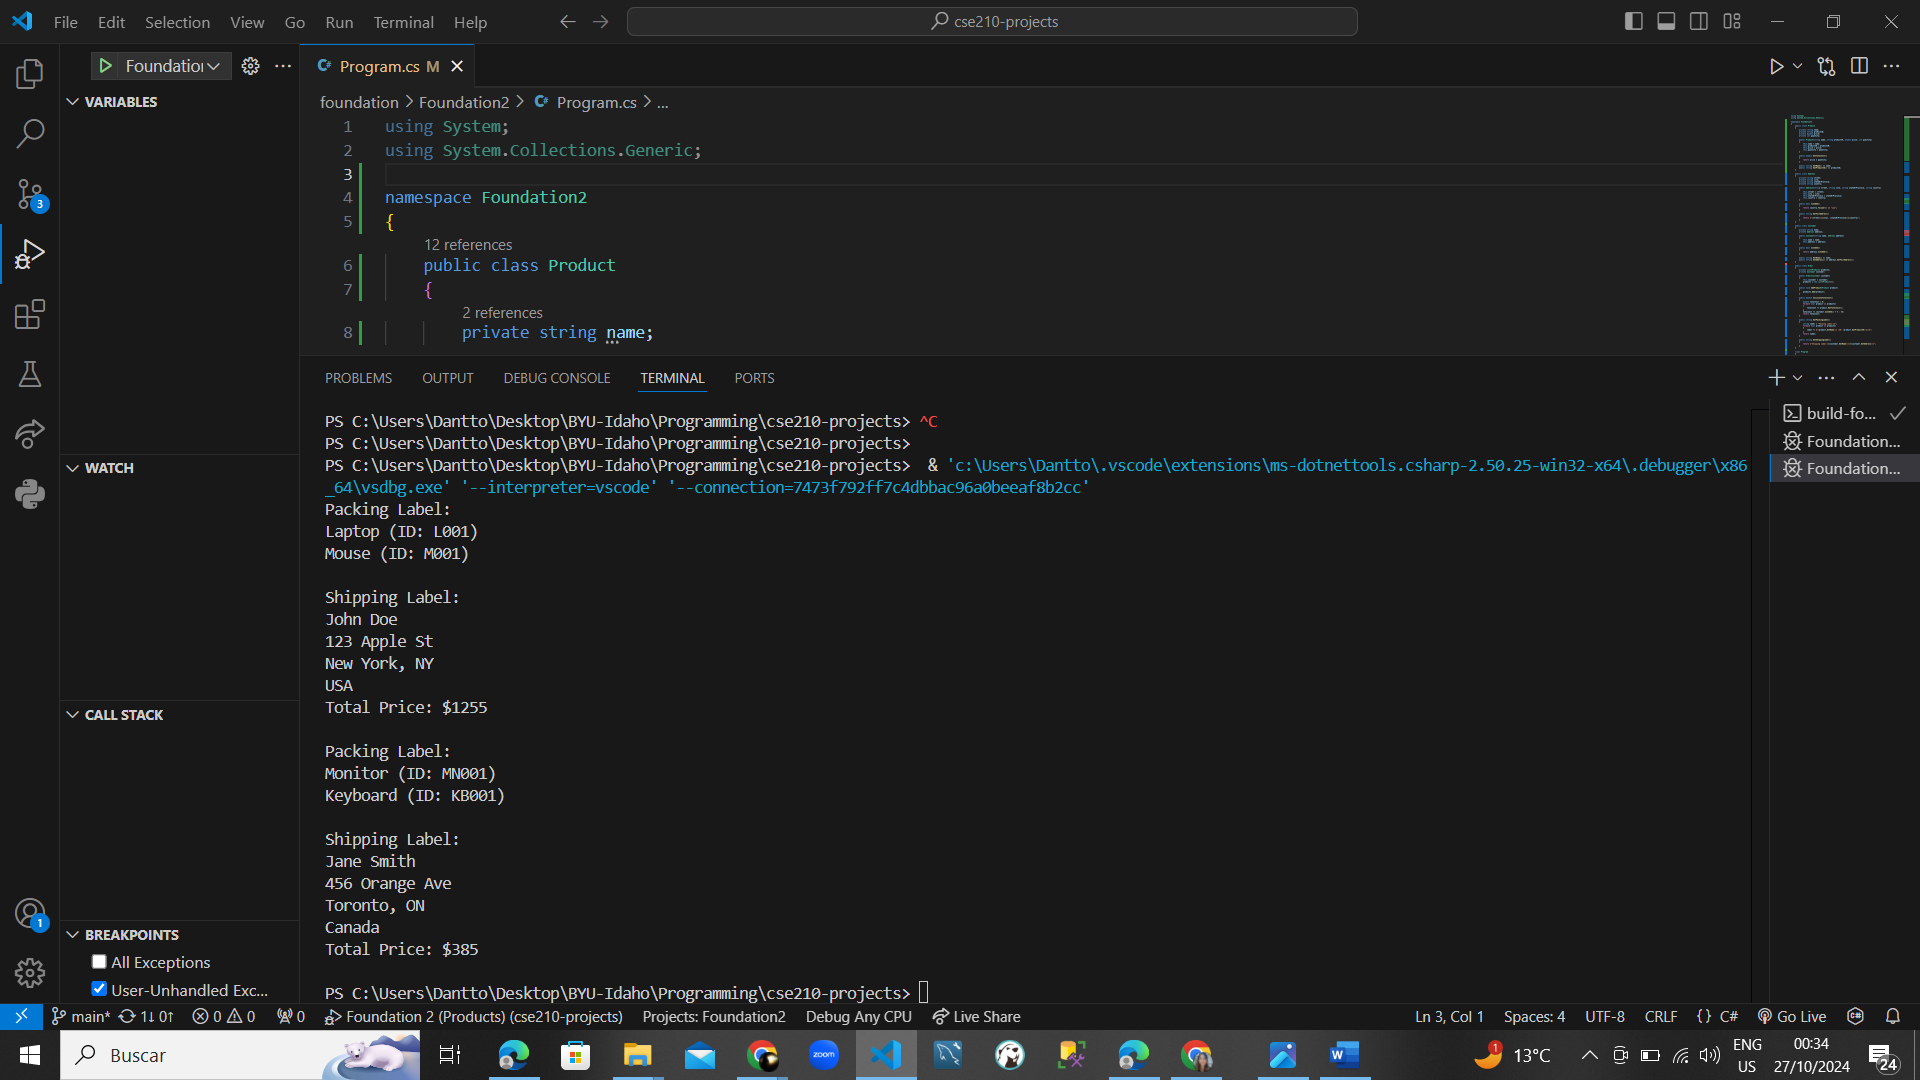 File Edit Selection View Go Run Terminal Help
cse210-projects
Foundation
Program.cs M
VARIABLES
foundation > Foundation2 > Program.cs > ...
1 using System;
2 using System.Collections.Generic;
3
4 namespace Foundation2
5 {
12 references
6 public class Product
7 {
2 references
8 private string name;
PROBLEMS OUTPUT DEBUG CONSOLE TERMINAL PORTS
PS C:\Users\Dantto\Desktop\BYU-Idaho\Programming\cse210-projects> ^C
PS C:\Users\Dantto\Desktop\BYU-Idaho\Programming\cse210-projects>
PS C:\Users\Dantto\Desktop\BYU-Idaho\Programming\cse210-projects>  & 'c:\Users\Dantto\.vscode\extensions\ms-dotnettools.csharp-2.50.25-win32-x64\.debugger\x86
_64\vsdbg.exe' '--interpreter=vscode' '--connection=7473f792ff7c4dbbac96a0beeaf8b2cc'
Packing Label:
Laptop (ID: L001)
Mouse (ID: M001)
Shipping Label:
John Doe
123 Apple St
New York, NY
USA
Total Price: $1255
Packing Label:
Monitor (ID: MN001)
Keyboard (ID: KB001)
Shipping Label:
Jane Smith
456 Orange Ave
Toronto, ON
Canada
Total Price: $385
PS C:\Users\Dantto\Desktop\BYU-Idaho\Programming\cse210-projects>
build-fo...
Foundation...
Foundation...
WATCH
CALL STACK
BREAKPOINTS
All Exceptions
User-Unhandled Exc...
3
1
main* 1↓ 0↑ 0 0 0 Foundation 2 (Products) (cse210-projects) Projects: Foundation2 Debug Any CPU Live Share
Ln 3, Col 1 Spaces: 4 UTF-8 CRLF {} C# Go Live
Buscar
zoom
1
13°C
ENG
US
00:34
27/10/2024
24